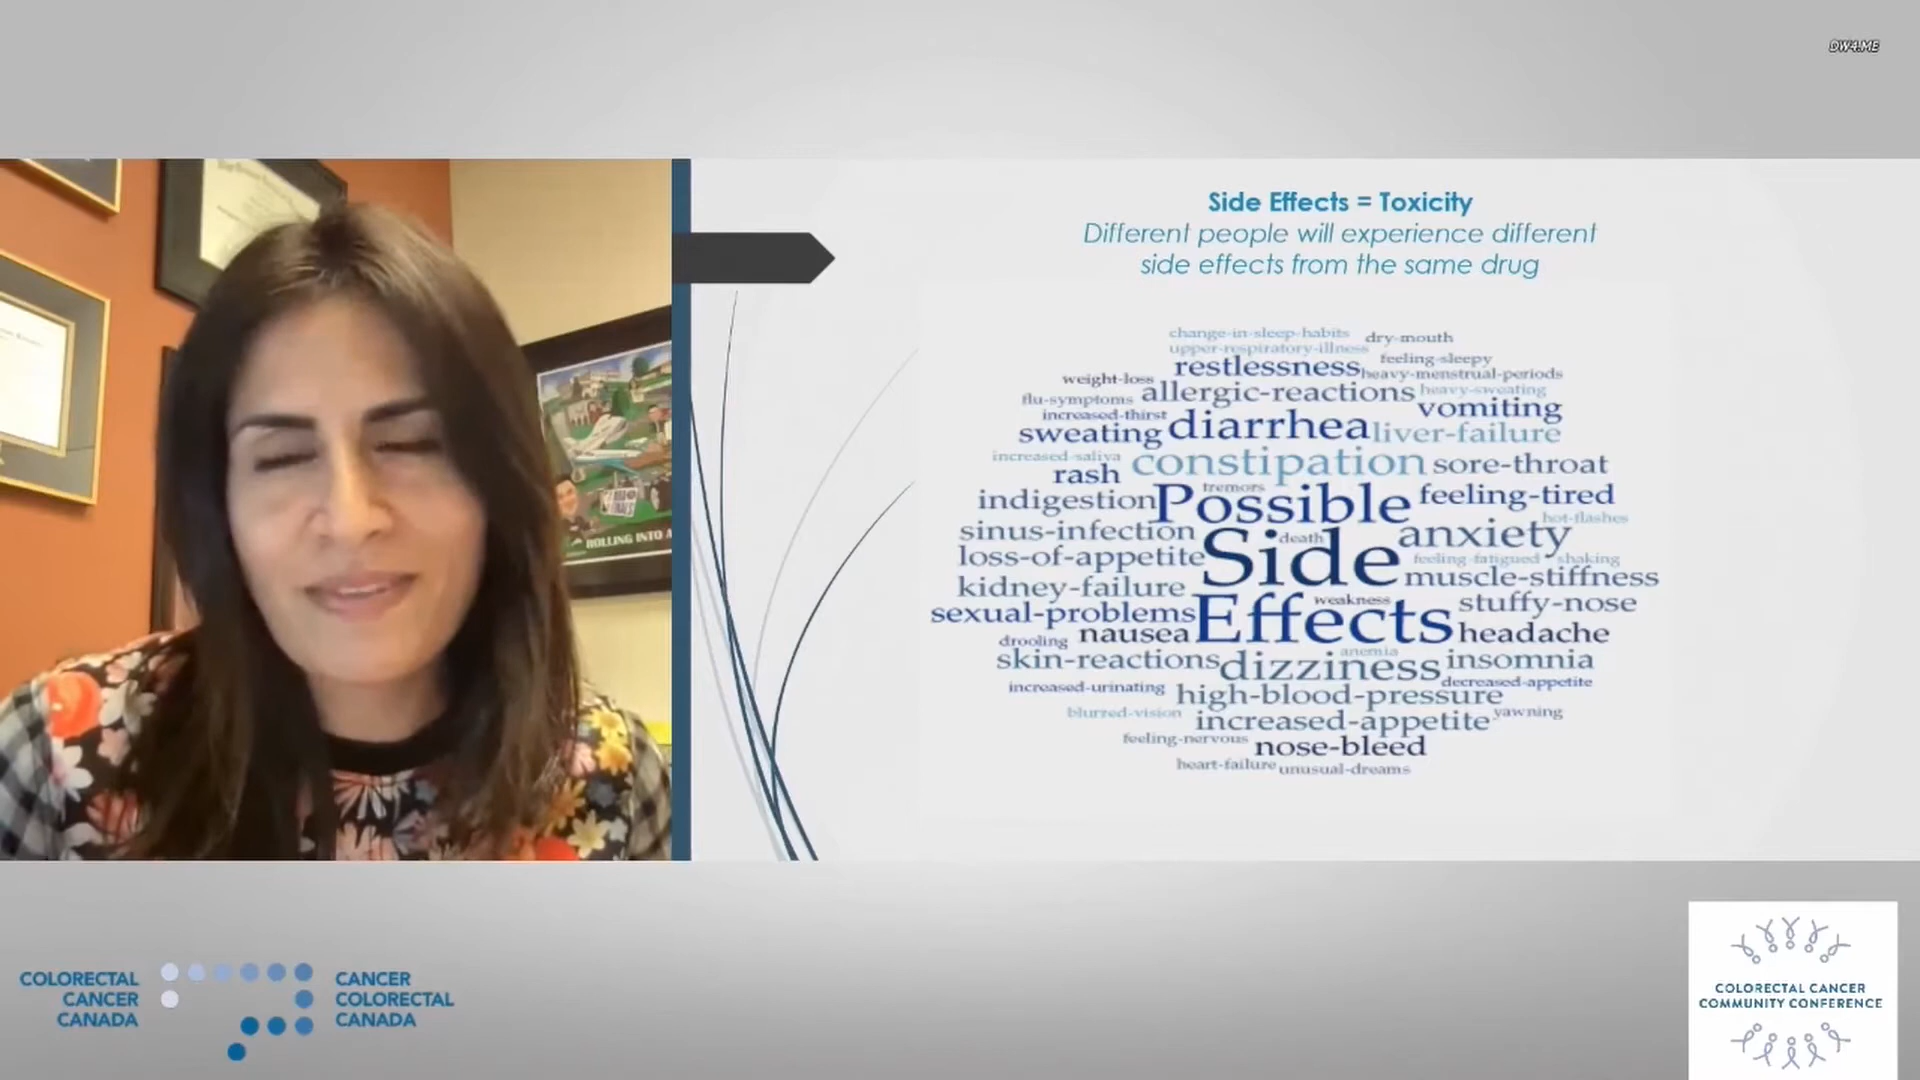 DW4.ME
Side Effects = Toxicity
Different people will experience different
side effects from the same drug
change-in-sleep-habits dry-mouth
upper-respiratory-illness feeling-sleepy
restlessness heavy-menstrual-periods
weight-loss allergic-reactions heavy-sweating
flu-symptoms vomiting
increased-thirst diarrhea liver-failure
sweating
increased-saliva constipation sore-throat
rash
tremors
indigestion Possible feeling-tired
hot-flashes
sinus-infection death anxiety
loss-of-appetite Side feeling-fatigued shaking
kidney-failure muscle-stiffness
weakness stuffy-nose
sexual-problems Effects headache
drooling nausea
anemia
skin-reactions dizziness insomnia
decreased-appetite
increased-urinating high-blood-pressure
blurred-vision increased-appetite yawning
feeling-nervous nose-bleed
heart-failure unusual-dreams
ROLLING INTO
FINALS
COLORECTAL
CANCER
CANADA
CANCER
COLORECTAL
CANADA
COLORECTAL CANCER
COMMUNITY CONFERENCE